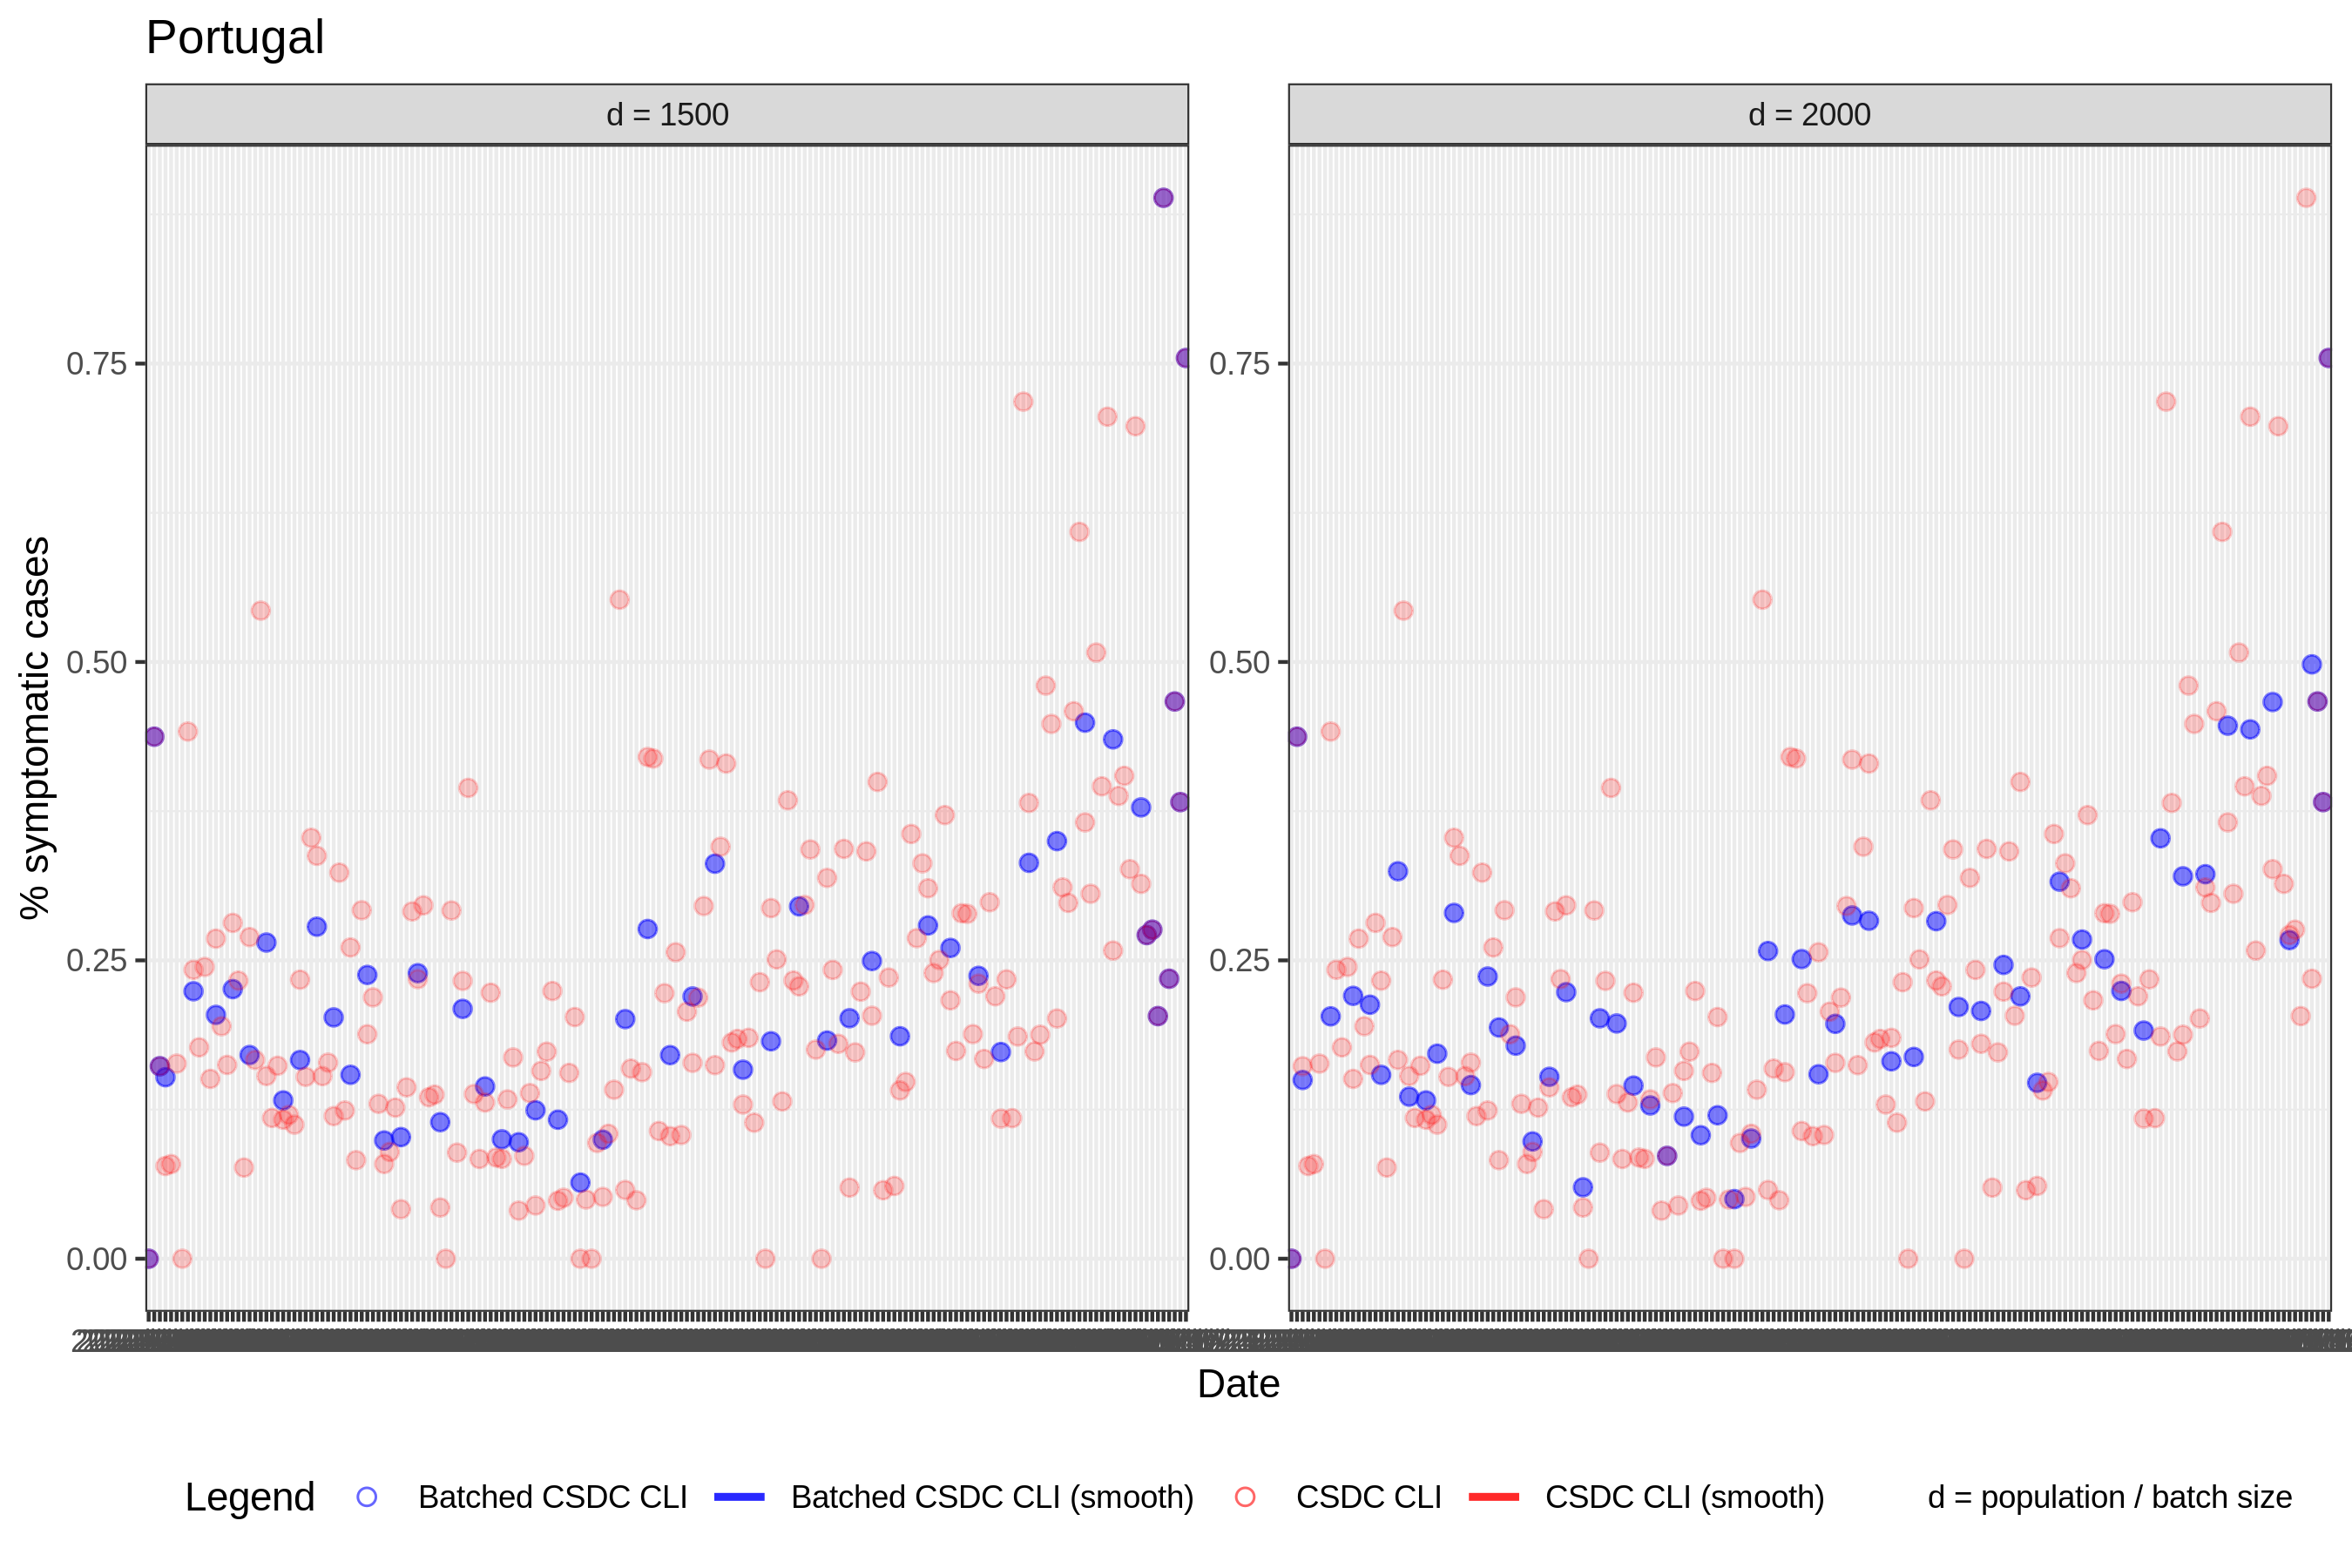 Portugal
d = 1500
d = 2000
% symptomatic cases
0.75
0.50
0.25
0.00
0.75
0.50
0.25
0.00
Date
Legend Batched CSDC CLI Batched CSDC CLI (smooth) CSDC CLI CSDC CLI (smooth) d = population / batch size